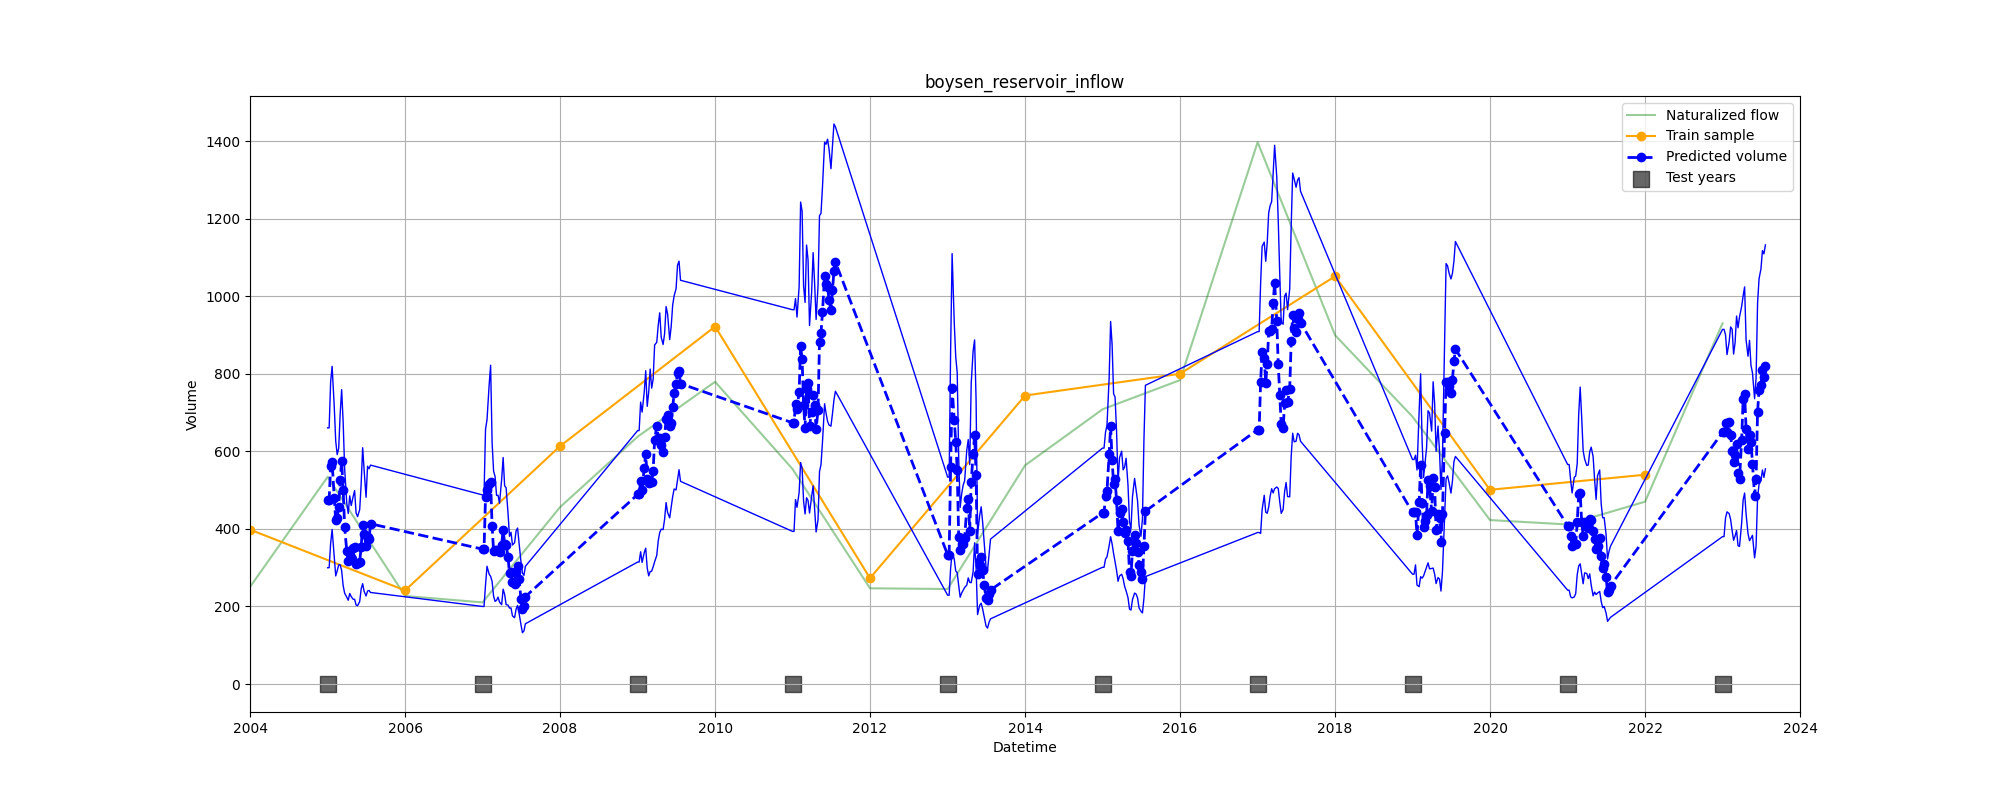 boysen_reservoir_inflow
Naturalized flow
Train sample
Predicted volume
Test years
Volume
1400
1200
1000
800
600
400
200
0
2004 2006 2008 2010 2012 2014 2016 2018 2020 2022 2024
Datetime